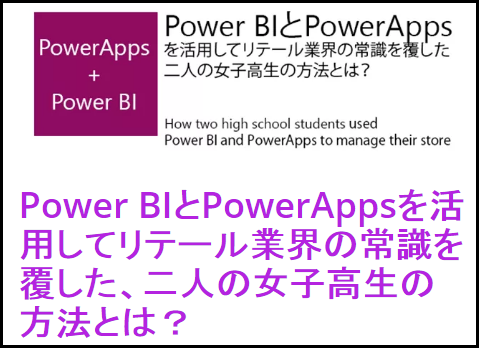 PowerApps
+
Power BI
Power BIとPowerApps
を活用してリテール業界の常識を覆した
二人の女子高生の方法とは？
How two high school students used
Power BI and PowerApps to manage their store
Power BIとPowerAppsを活
用してリテール業界の常識を
覆した、二人の女子高生の
方法とは？